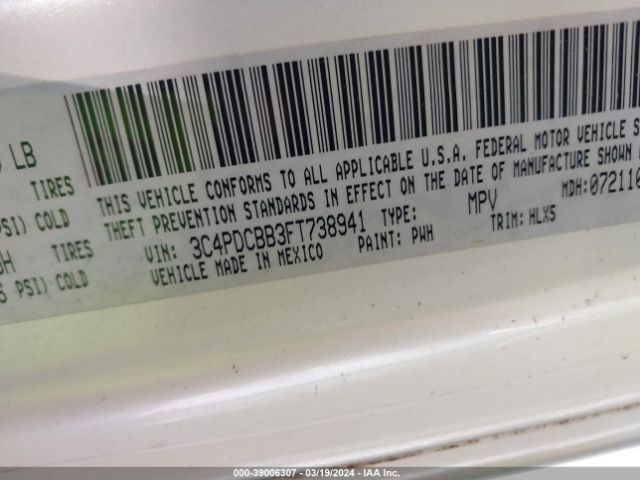 LB
TIRES
PSI) COLD
TIRES
PSI) COLD
THIS VEHICLE CONFORMS TO ALL APPLICABLE U.S.A. FEDERAL MOTOR VEHICLE
THEFT PREVENTION STANDARDS IN EFFECT ON THE DATE OF MANUFACTURE SHOWN
VIN: 3C4PDCBB3FT738941 TYPE: MPV MDH:072110
VEHICLE MADE IN MEXICO PAINT: PWH TRIM: HLX5
000-39006307 - 03/19/2024 - IAA Inc.